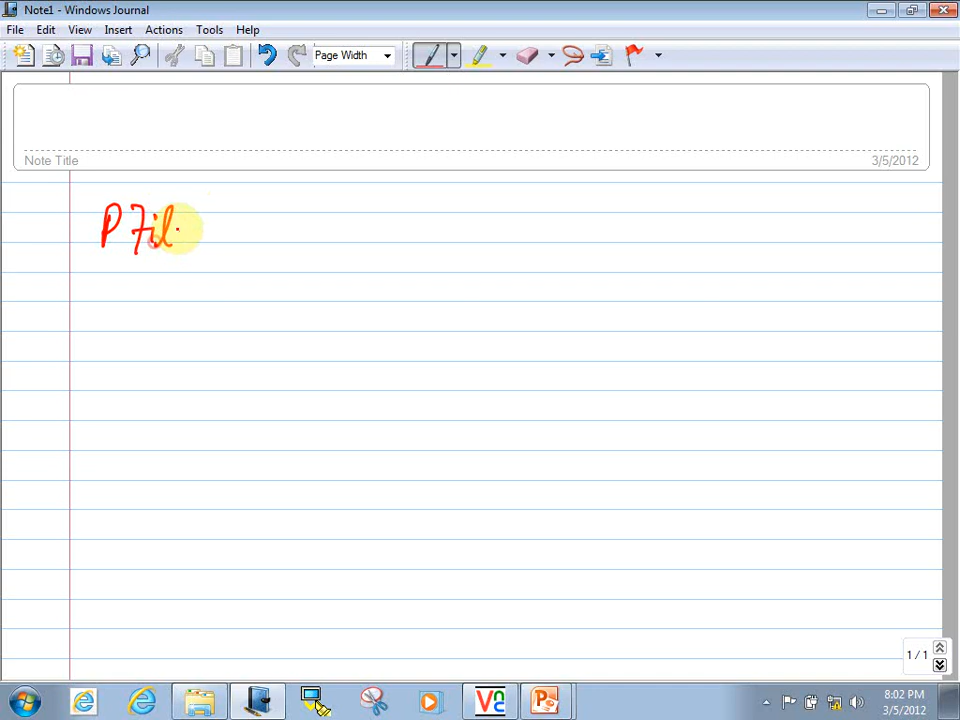 Note1 - Windows Journal
File Edit View Insert Actions Tools Help
Page Width
Note Title
3/5/2012
P Fil
1 / 1
8:02 PM
3/5/2012